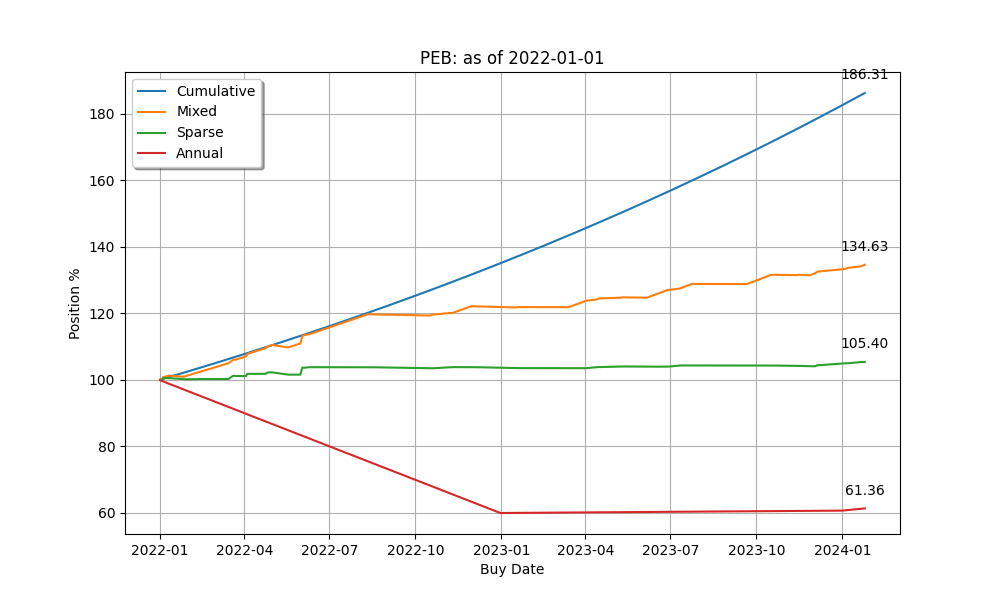 PEB: as of 2022-01-01
186.31
Cumulative
Mixed
Sparse
Annual
180
160
140
120
100
80
60
134.63
105.40
61.36
Position %
2022-01 2022-04 2022-07 2022-10 2023-01 2023-04 2023-07 2023-10 2024-01
Buy Date